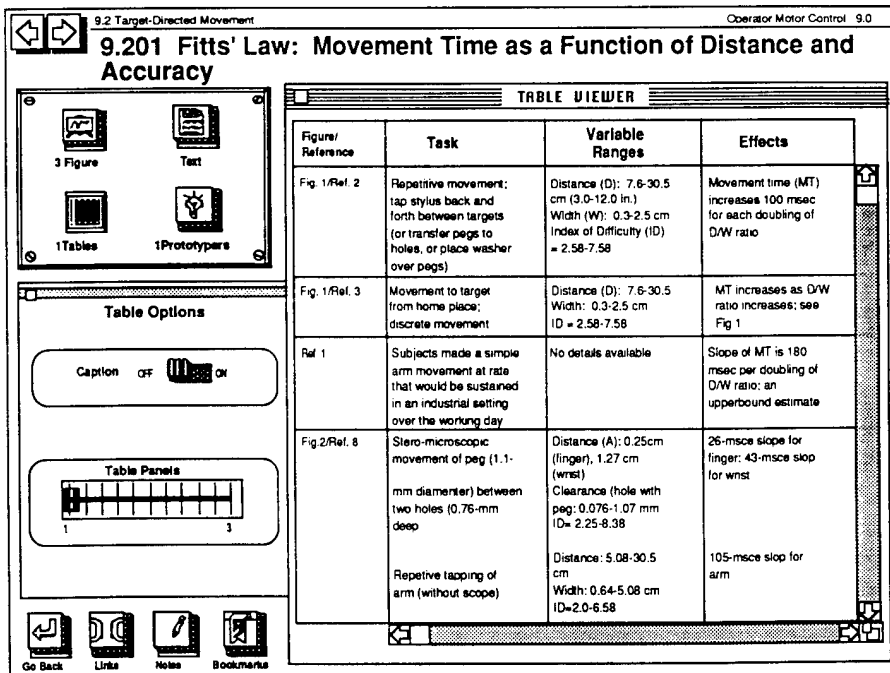 9.2 Target-Directed Movement
Operator Motor Control 9.0
9.201 Fitts' Law: Movement Time as a Function of Distance and
Accuracy
3 Figure
Text
1Tables
1Prototypers
Table Options
Caption OFF ON
Table Panels
1 3
Go Back
Links
Notes
Bookmarks
TABLE VIEWER
Figure/
Reference
Task
Variable
Ranges
Effects
Fig. 1/Ref. 2
Repetitive movement;
tap stylus back and
forth between targets
(or transfer pegs to
holes, or place washer
over pegs)
Distance (D): 7.6-30.5
cm (3.0-12.0 in.)
Width (W): 0.3-2.5 cm
Index of Difficulty (ID)
= 2.58-7.58
Movement time (MT)
increases 100 msec
for each doubling of
D/W ratio
Fig. 1/Ref. 3
Movement to target
from home place;
discrete movement
Distance (D): 7.6-30.5
Width: 0.3-2.5 cm
ID = 2.58-7.58
MT increases as D/W
ratio increases; see
Fig 1
Ref 1
Subjects made a simple
arm movement at rate
that would be sustained
in an industrial setting
over the working day
No details available
Slope of MT is 180
msec per doubling of
D/W ratio; an
upperbound estimate
Fig.2/Ref. 8
Stero-microscopic
movement of peg (1.1-
mm diamenter) between
two holes (0.76-mm
deep
Distance (A): 0.25cm
(finger), 1.27 cm
(wrist)
Clearance (hole with
peg: 0.076-1.07 mm
ID= 2.25-8.38
26-msce slope for
finger; 43-msce slop
for wrist
Repetive tapping of
arm (without scope)
Distance: 5.08-30.5
cm
Width: 0.64-5.08 cm
ID=2.0-6.58
105-msce slop for
arm